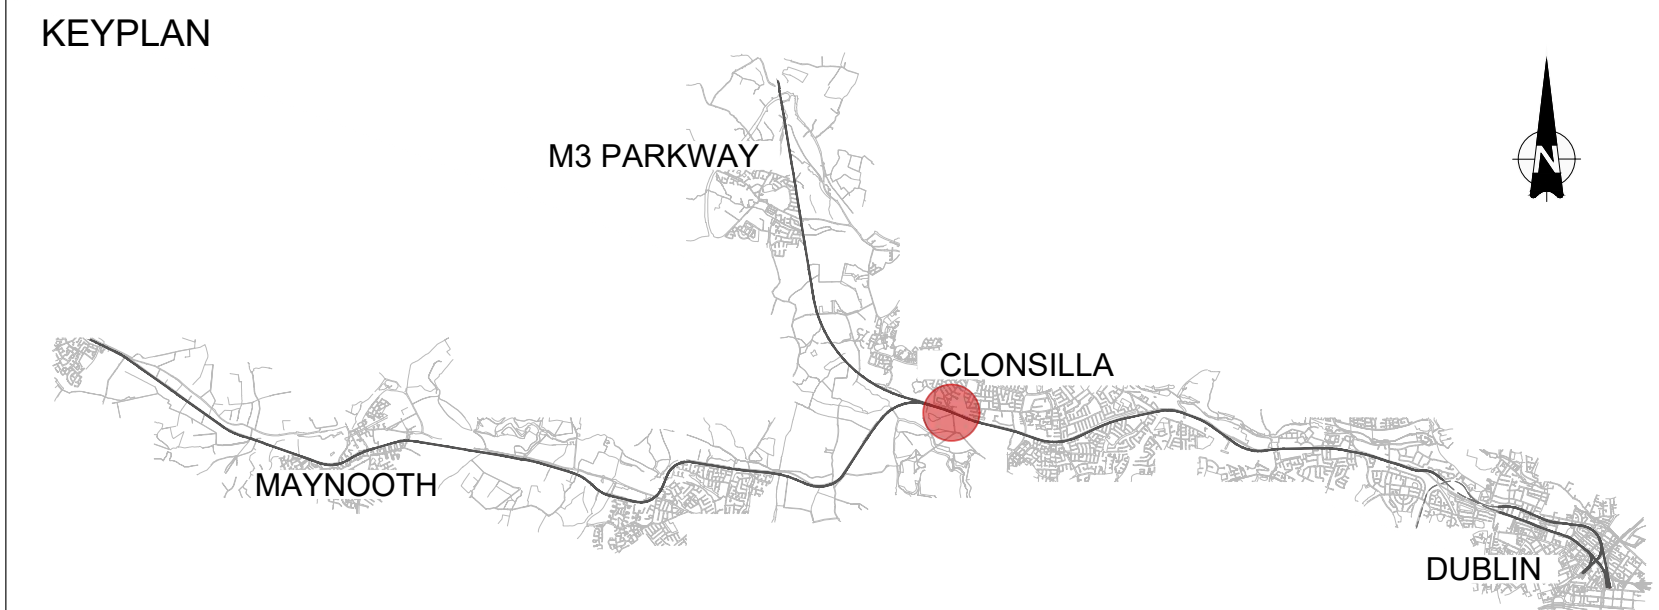 KEYPLAN
M3 PARKWAY
N
CLONSILLA
MAYNOOTH
DUBLIN